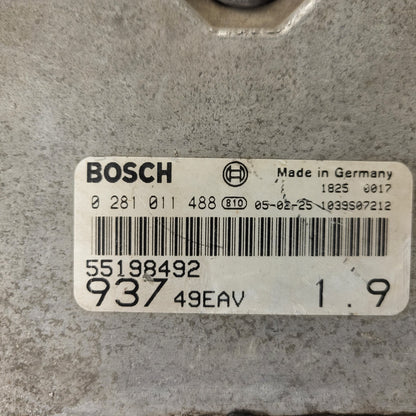 BOSCH Made in Germany
1825 0017
0 281 011 488 B10 05-02-25 1039S07212
55198492
937 49EAV 1.9